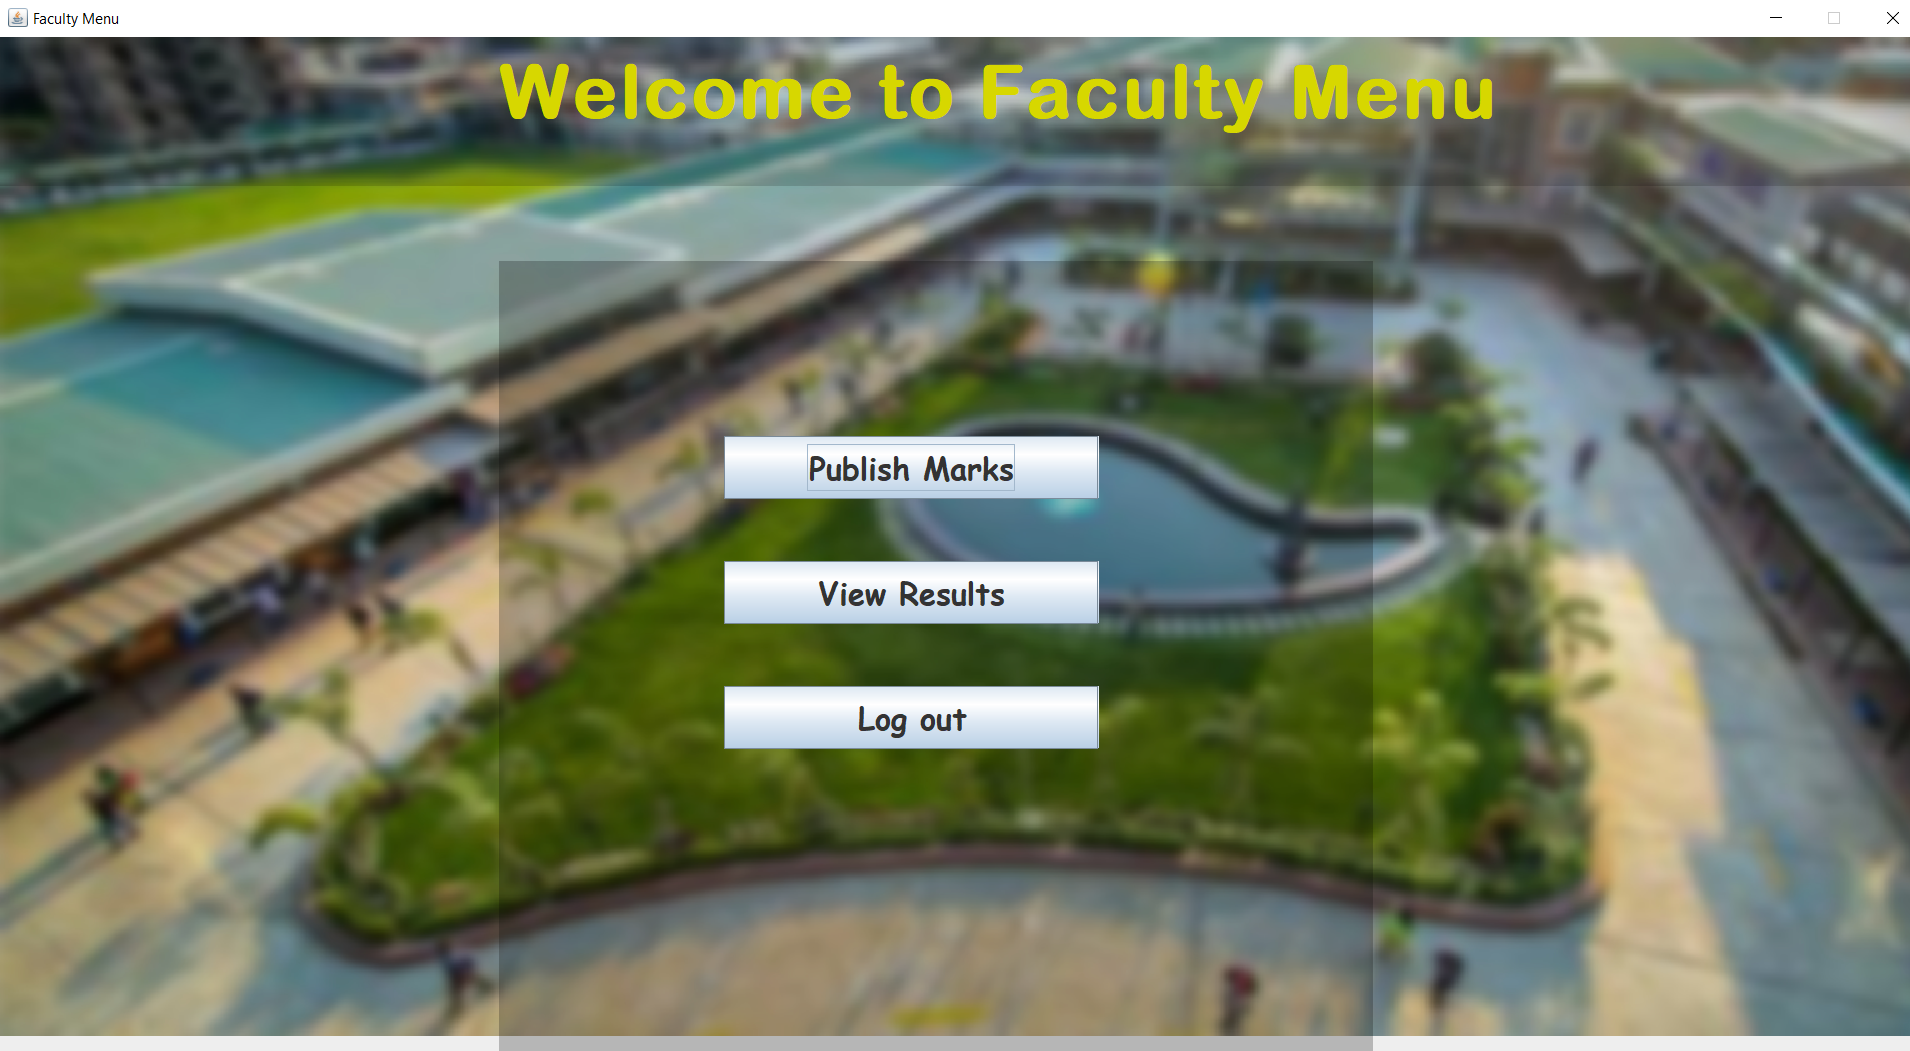 Faculty Menu
Welcome to Faculty Menu
Publish Marks
View Results
Log out